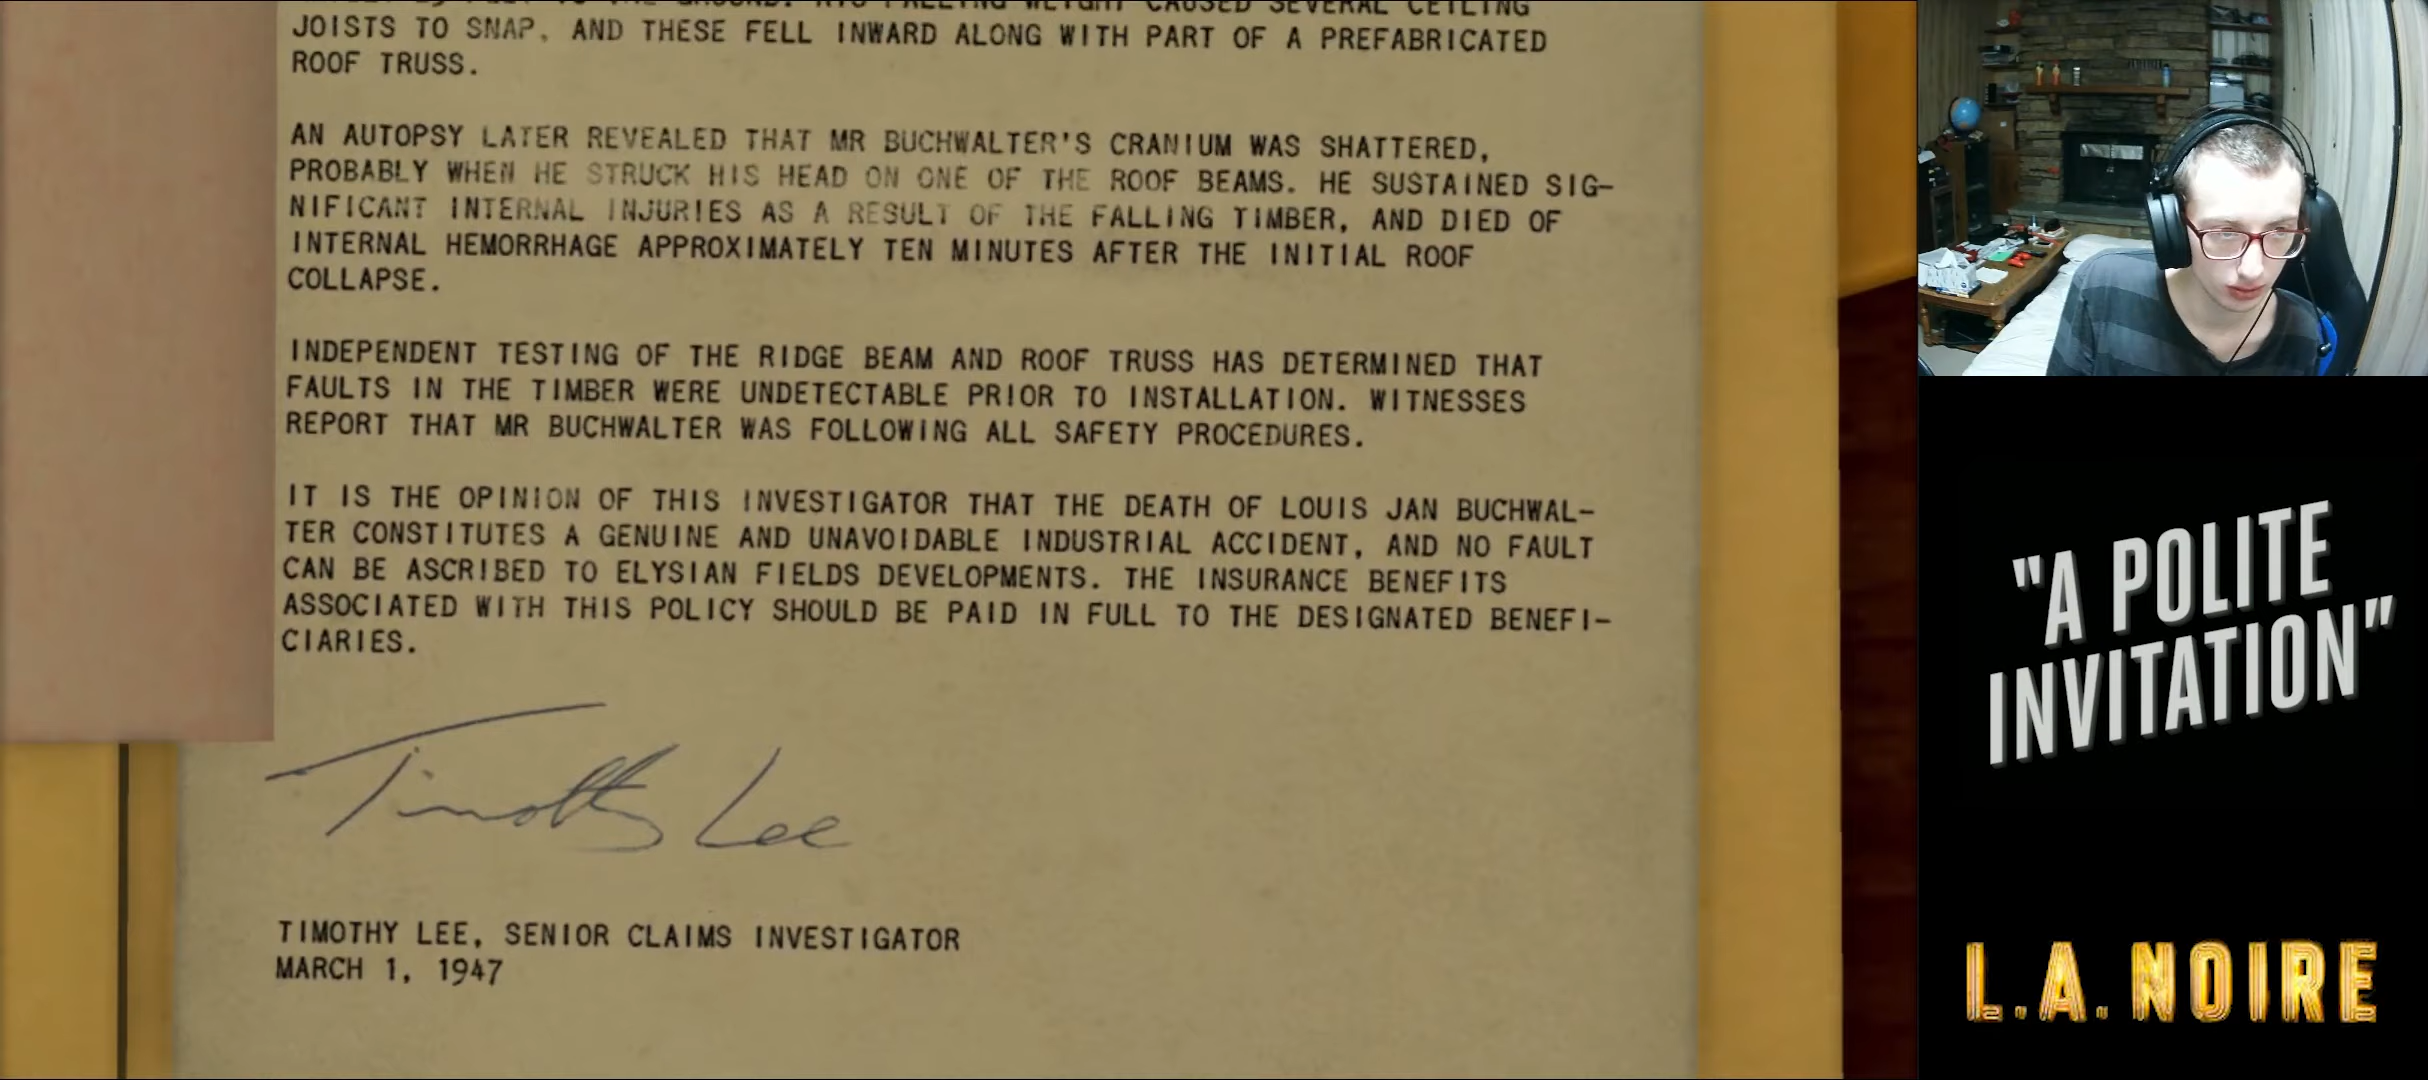 CAUSED SEVERAL CEILING
JOISTS TO SNAP, AND THESE FELL INWARD ALONG WITH PART OF A PREFABRICATED
ROOF TRUSS.
AN AUTOPSY LATER REVEALED THAT MR BUCHWALTER'S CRANIUM WAS SHATTERED,
PROBABLY WHEN HE STRUCK HIS HEAD ON ONE OF THE ROOF BEAMS. HE SUSTAINED SIG-
NIFICANT INTERNAL INJURIES AS A RESULT OF THE FALLING TIMBER, AND DIED OF
INTERNAL HEMORRHAGE APPROXIMATELY TEN MINUTES AFTER THE INITIAL ROOF
COLLAPSE.
INDEPENDENT TESTING OF THE RIDGE BEAM AND ROOF TRUSS HAS DETERMINED THAT
FAULTS IN THE TIMBER WERE UNDETECTABLE PRIOR TO INSTALLATION. WITNESSES
REPORT THAT MR BUCHWALTER WAS FOLLOWING ALL SAFETY PROCEDURES.
IT IS THE OPINION OF THIS INVESTIGATOR THAT THE DEATH OF LOUIS JAN BUCHWAL-
TER CONSTITUTES A GENUINE AND UNAVOIDABLE INDUSTRIAL ACCIDENT, AND NO FAULT
CAN BE ASCRIBED TO ELYSIAN FIELDS DEVELOPMENTS. THE INSURANCE BENEFITS
ASSOCIATED WITH THIS POLICY SHOULD BE PAID IN FULL TO THE DESIGNATED BENEFI-
CIARIES.
Timothy Lee
TIMOTHY LEE, SENIOR CLAIMS INVESTIGATOR
MARCH 1, 1947
"A POLITE
INVITATION"
L.A. NOIRE